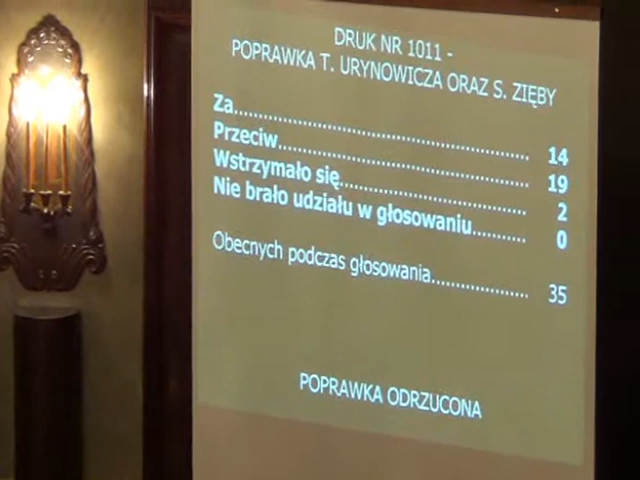 DRUK NR 1011 -
POPRAWKA T. URYNOWICZA ORAZ S. ZIĘBY
Za.................................................... 14
Przeciw............................................. 19
Wstrzymało się................................. 2
Nie brało udziału w głosowaniu.......... 0
Obecnych podczas głosowania.................. 35
POPRAWKA ODRZUCONA